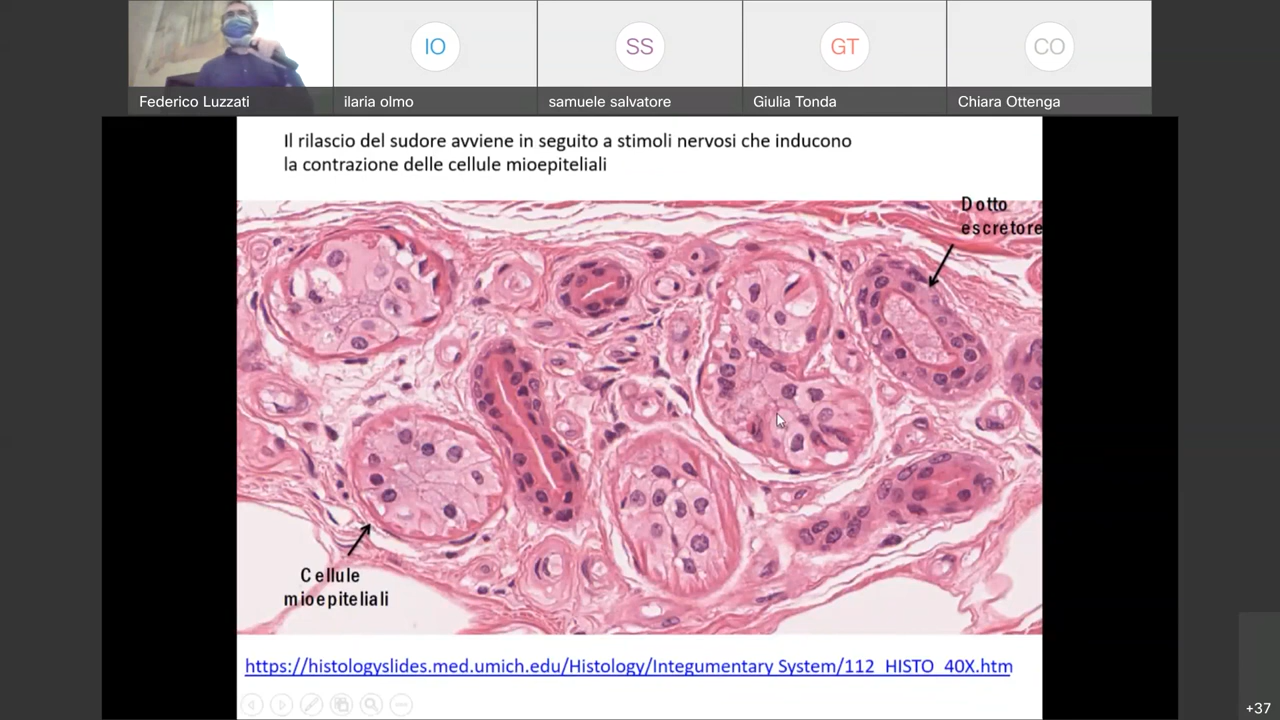 IO
SS
GT
CO
Federico Luzzati
ilaria olmo
samuele salvatore
Giulia Tonda
Chiara Ottenga
Il rilascio del sudore avviene in seguito a stimoli nervosi che inducono
la contrazione delle cellule mioepiteliali
Dotto
escretore
Cellule
mioepiteliali
https://histologyslides.med.umich.edu/Histology/Integumentary System/112_HISTO_40X.htm
+37